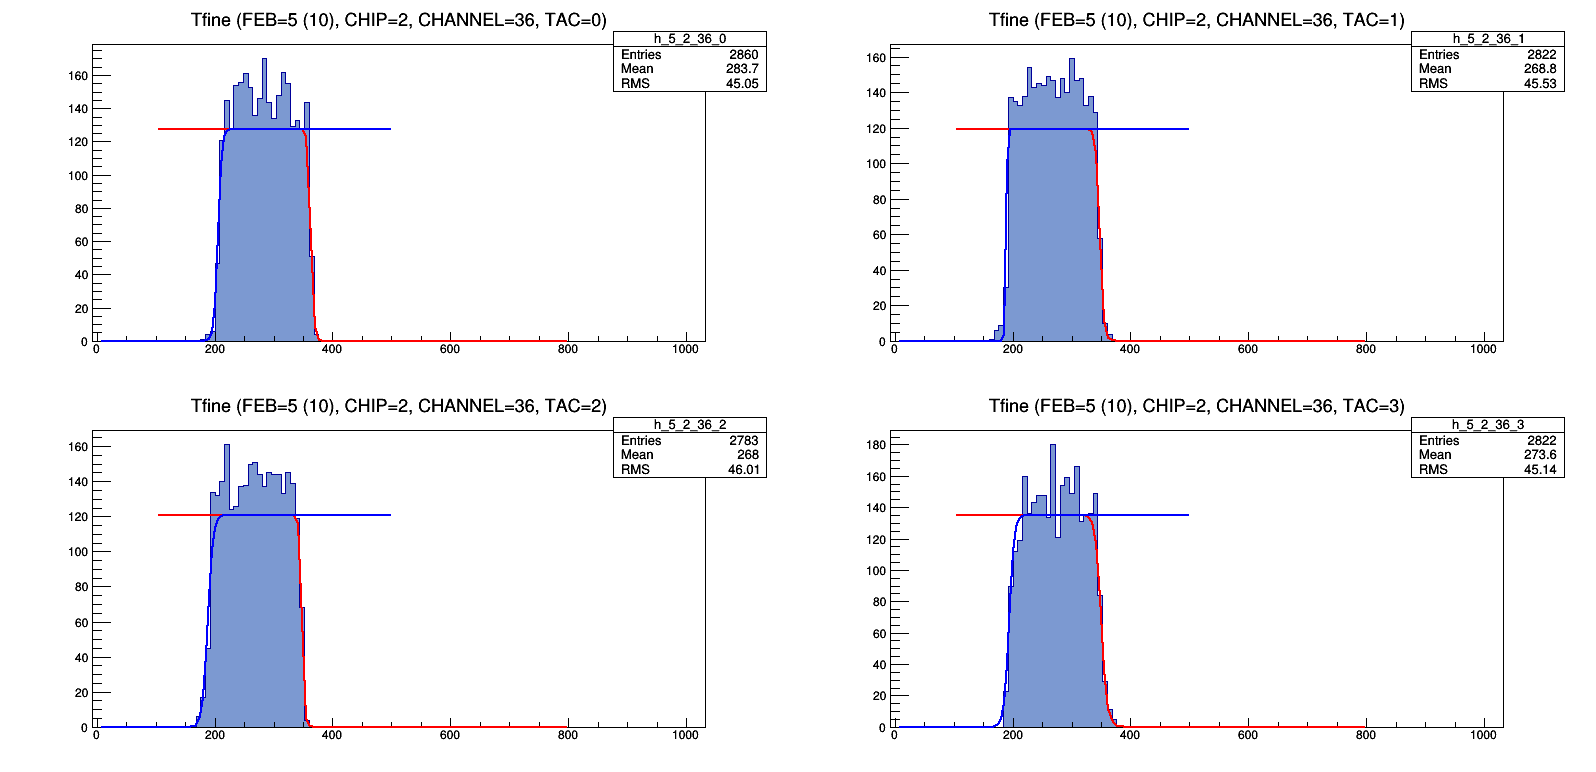 Tfine (FEB=5 (10), CHIP=2, CHANNEL=36, TAC=0)
h_5_2_36_0
Entries 2860
Mean 283.7
RMS 45.05
160
140
120
100
80
60
40
20
0
0 200 400 600 800 1000
Tfine (FEB=5 (10), CHIP=2, CHANNEL=36, TAC=1)
h_5_2_36_1
Entries 2822
Mean 268.8
RMS 45.53
160
140
120
100
80
60
40
20
0
0 200 400 600 800 1000
Tfine (FEB=5 (10), CHIP=2, CHANNEL=36, TAC=2)
h_5_2_36_2
Entries 2783
Mean 268
RMS 46.01
160
140
120
100
80
60
40
20
0
0 200 400 600 800 1000
Tfine (FEB=5 (10), CHIP=2, CHANNEL=36, TAC=3)
h_5_2_36_3
Entries 2822
Mean 273.6
RMS 45.14
180
160
140
120
100
80
60
40
20
0
0 200 400 600 800 1000